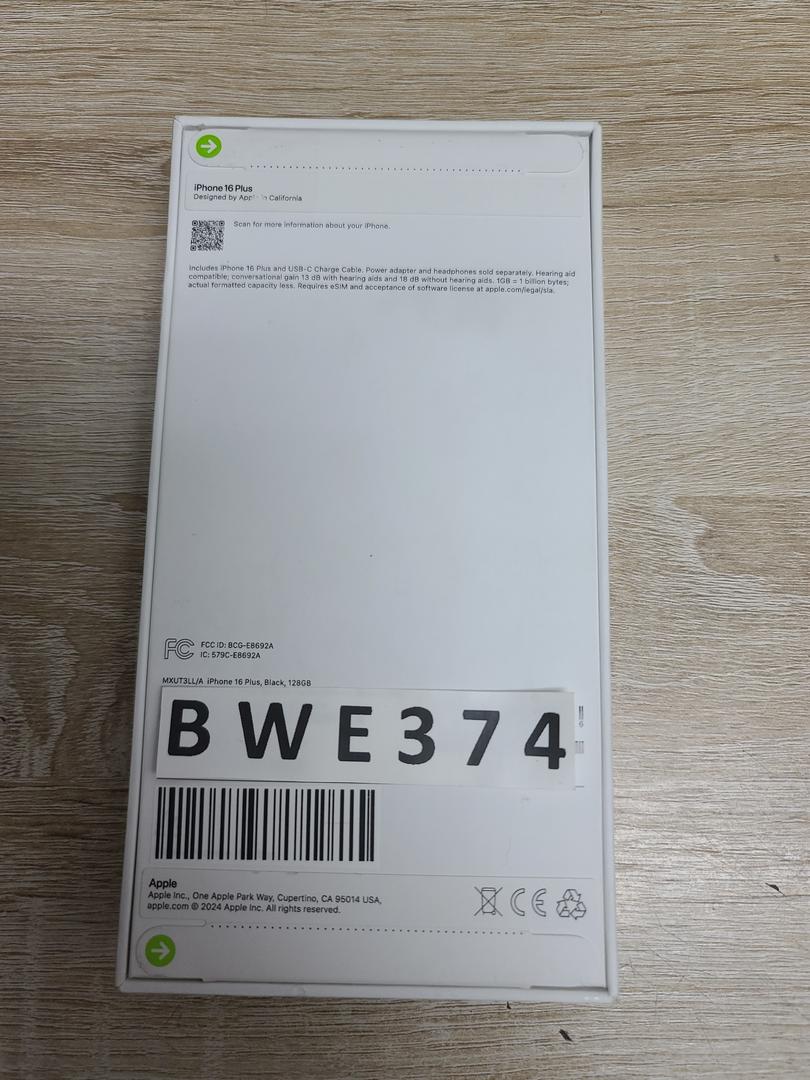 iPhone 16 Plus
Designed by Apple in California
Scan for more information about your iPhone.
Includes iPhone 16 Plus and USB-C Charge Cable. Power adapter and headphones sold separately. Hearing aid
compatible; conversational gain 13 dB with hearing aids and 18 dB without hearing aids. 1GB = 1 billion bytes;
actual formatted capacity less. Requires eSIM and acceptance of software license at apple.com/legal/sla.
FC FCC ID: BCG-E8692A
IC: 579C-E8692A
MXUT3LL/A iPhone 16 Plus, Black, 128GB
BWE374
6
Apple
Apple Inc., One Apple Park Way, Cupertino, CA 95014 USA,
apple.com © 2024 Apple Inc. All rights reserved.
CE